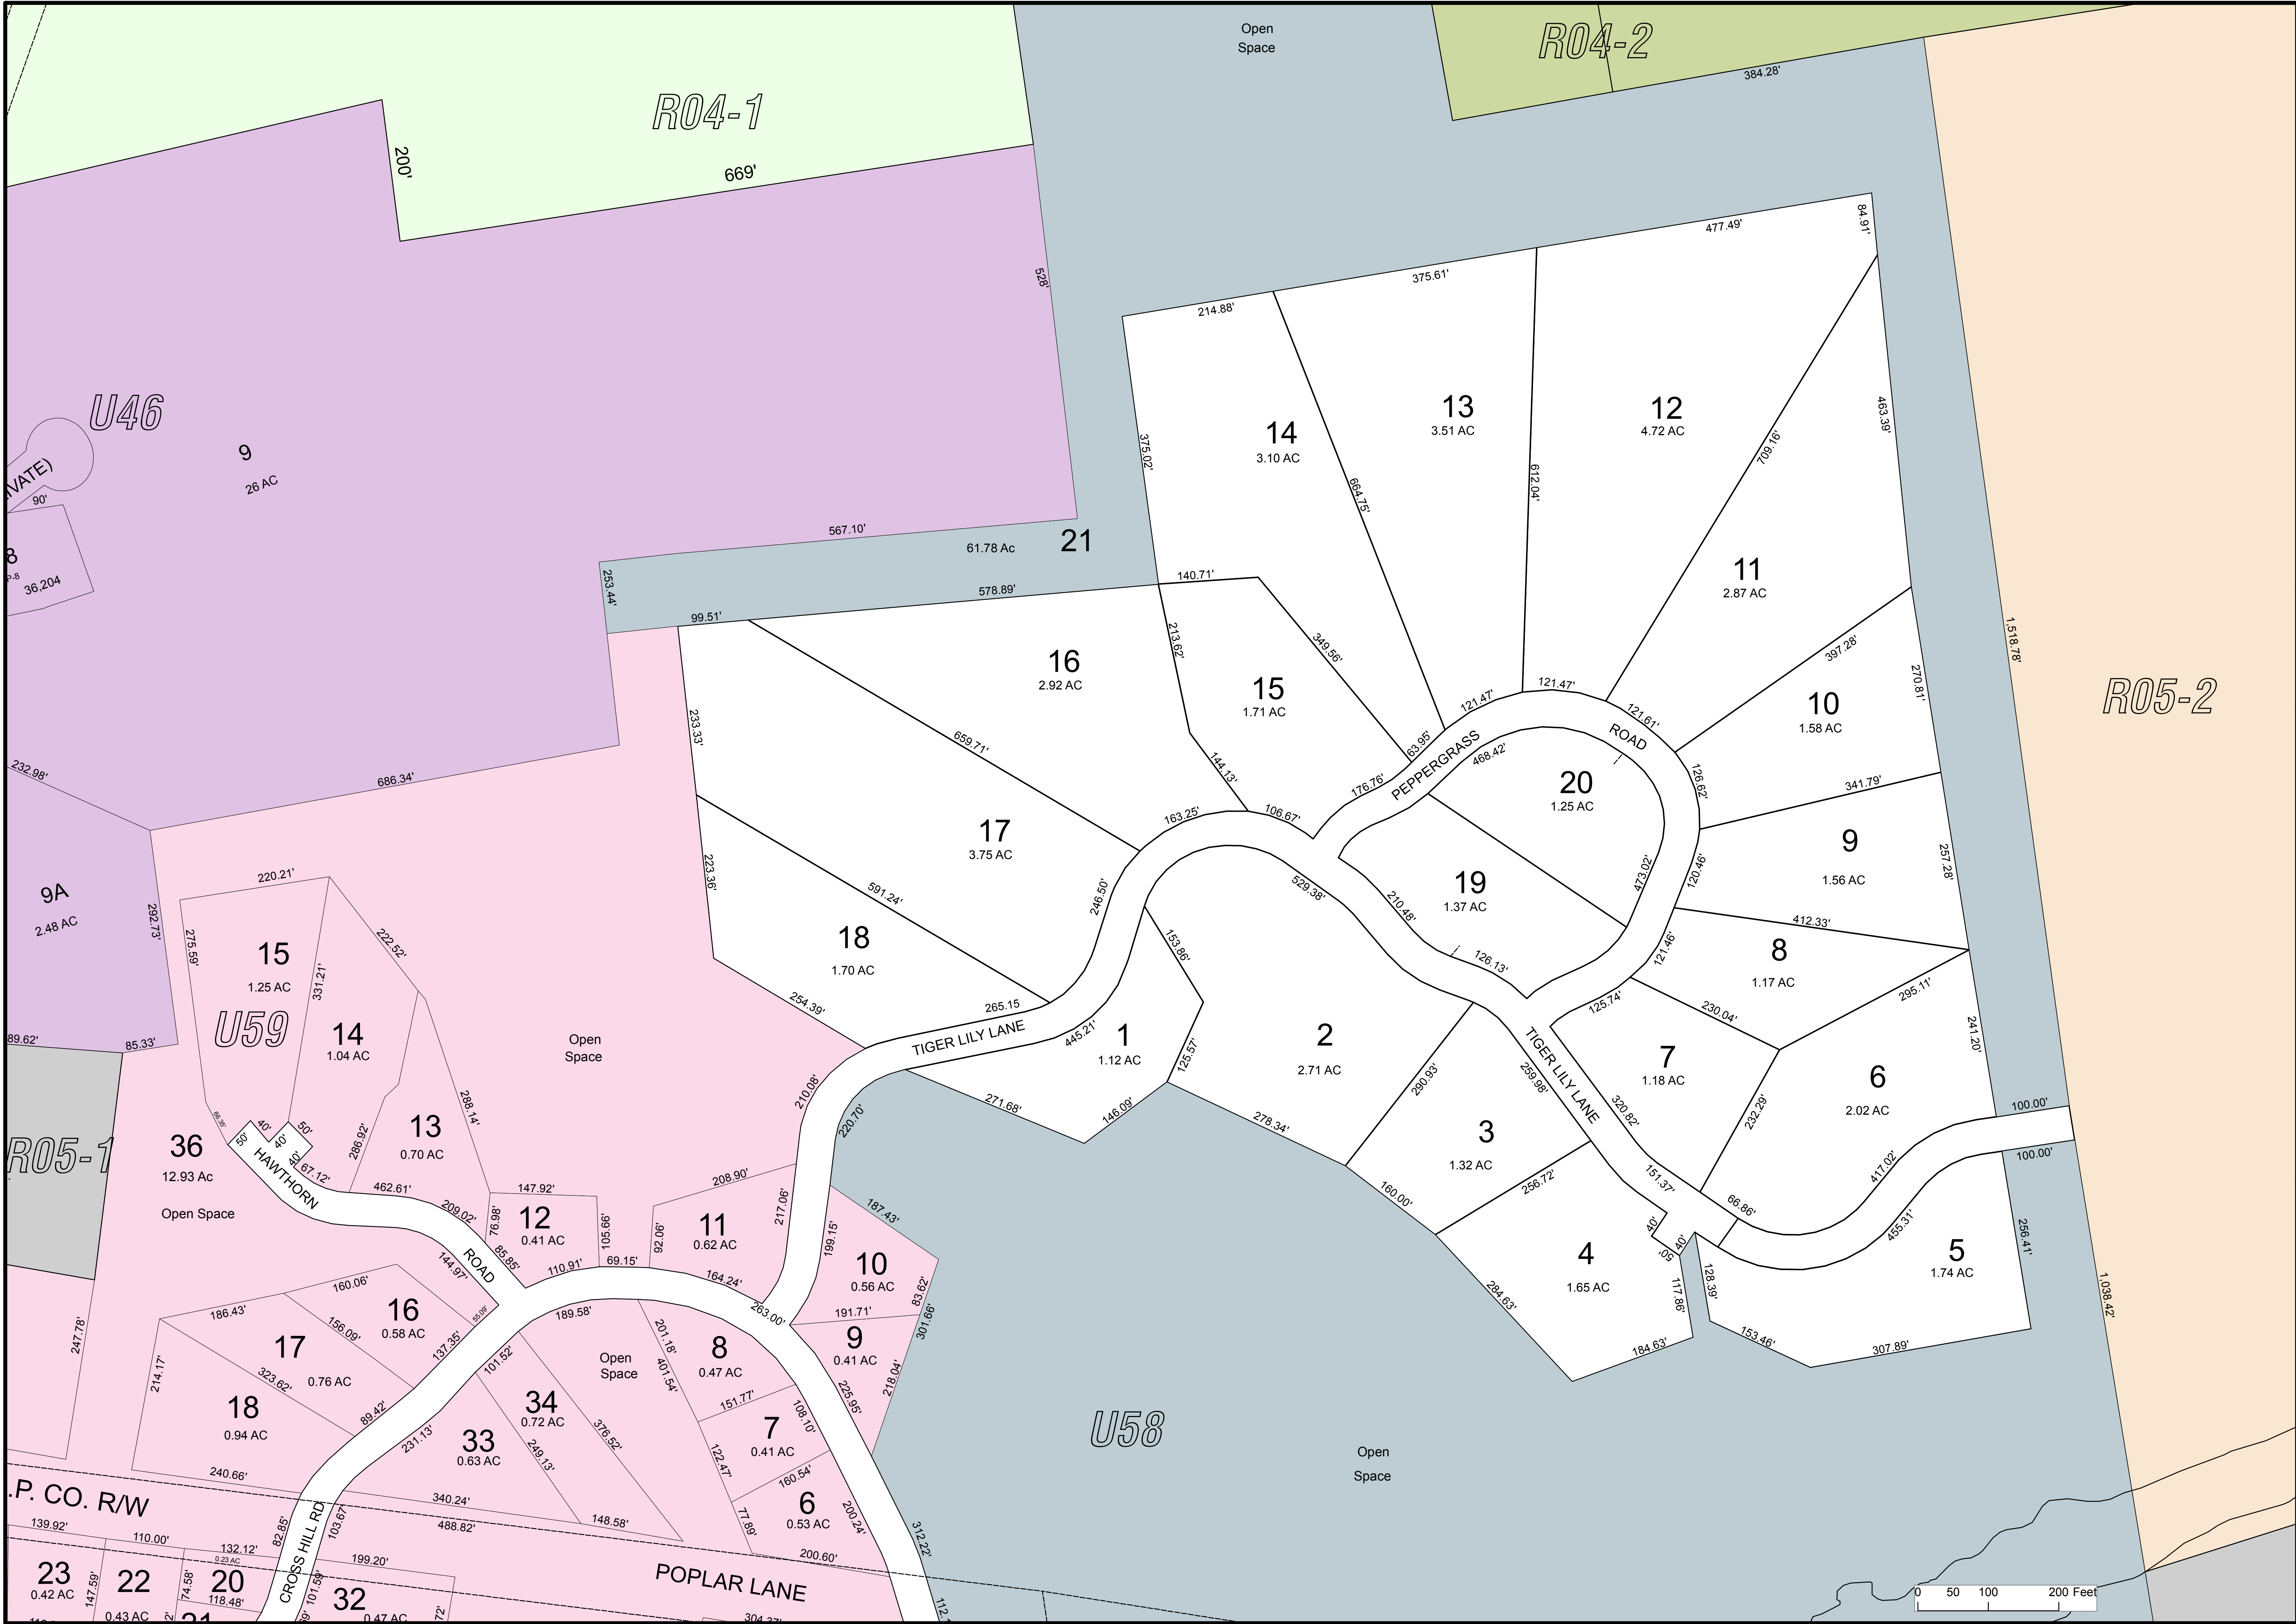 Open
Space
R04-2
384.28'
R04-1
200'
669'
528'
U46
9
26 AC
90'
36,204
567.10'
61.78 Ac
21
253.44'
578.89'
99.51'
232.98'
686.34'
9A
2.48 AC
292.73'
89.62'
85.33'
R05-1
477.49'
84.91'
375.61'
214.88'
375.02'
14
3.10 AC
13
3.51 AC
12
4.72 AC
664.75'
612.04'
709.16'
463.39'
11
2.87 AC
397.28'
270.81'
1,518.78'
R05-2
140.71'
213.62'
349.56'
16
2.92 AC
15
1.71 AC
144.13'
233.33'
659.71'
17
3.75 AC
163.25'
106.67'
176.76'
63.95'
121.47'
121.47'
121.61'
PEPPERGRASS
ROAD
468.42'
126.62'
10
1.58 AC
341.79'
9
1.56 AC
257.28'
20
1.25 AC
19
1.37 AC
473.02'
120.46'
210.48'
126.13'
529.38'
246.50'
223.36'
591.24'
18
1.70 AC
254.39'
265.15
TIGER LILY LANE
445.21'
153.86'
125.57'
1
1.12 AC
271.68'
146.09'
2
2.71 AC
278.34'
290.93'
412.33'
8
1.17 AC
121.46'
125.74'
230.04'
295.11'
241.20'
7
1.18 AC
TIGER LILY LANE
259.98'
320.82'
232.29'
6
2.02 AC
100.00'
100.00'
3
1.32 AC
160.00'
256.72'
151.37'
66.86'
417.02'
455.31'
4
1.65 AC
40'
50'
40'
117.86'
128.39'
284.63'
184.63'
153.46'
307.89'
5
1.74 AC
256.41'
1,038.42'
220.21'
275.59'
15
1.25 AC
331.21'
222.52'
U59
14
1.04 AC
288.14'
13
0.70 AC
286.92'
66.35'
50'
40'
40'
50'
40'
67.12'
HAWTHORN
ROAD
36
12.93 Ac
Open Space
Open
Space
462.61'
209.02'
76.98'
85.85'
147.92'
12
0.41 AC
105.66'
110.91'
69.15'
92.06'
208.90'
11
0.62 AC
164.24'
217.06'
210.08'
220.70'
199.15'
187.43'
10
0.56 AC
83.62'
191.71'
301.66'
9
0.41 AC
218.04'
263.00'
225.95'
144.97'
160.06'
186.43'
16
0.58 AC
55.09'
156.09'
137.35'
17
0.76 AC
323.62'
214.17'
247.78'
18
0.94 AC
89.42'
240.66'
189.58'
101.52'
231.13'
33
0.63 AC
249.13'
34
0.72 AC
376.52'
Open
Space
201.18'
401.54'
8
0.47 AC
151.77'
108.10'
7
0.41 AC
122.47'
160.54'
6
0.53 AC
77.89'
200.24'
200.60'
312.22'
340.24'
148.58'
488.82'
.P. CO. R/W
POPLAR LANE
CROSS HILL RD
82.85'
103.67'
139.92'
110.00'
132.12'
0.23 AC
199.20'
23
0.42 AC
147.59'
22
0.43 AC
74.58'
20
118.48'
21
101.59'
32
0.47 AC
304.37'
U58
Open
Space
0 50 100 200 Feet